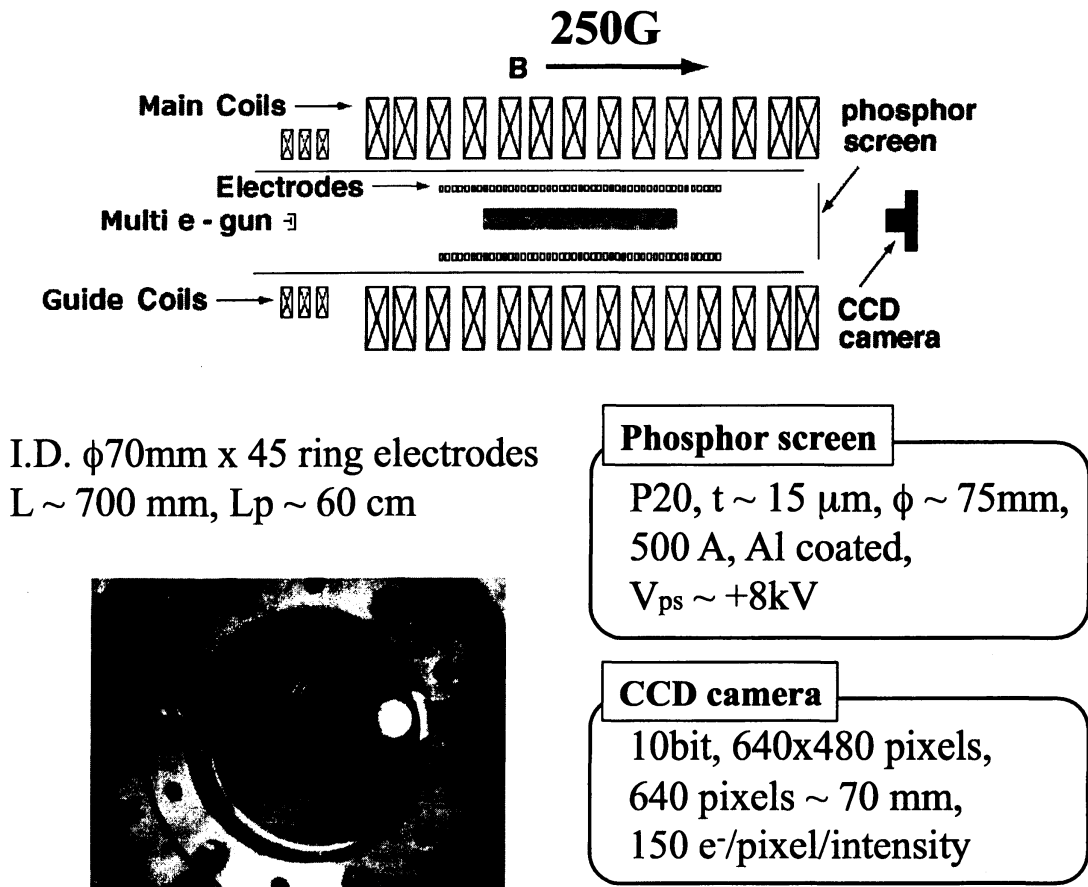 250G
B
Main Coils
phosphor
screen
Electrodes
Multi e - gun
Guide Coils
CCD
camera
I.D. ϕ70mm x 45 ring electrodes
L ~ 700 mm, Lp ~ 60 cm
Phosphor screen
P20, t ~ 15 μm, ϕ ~ 75mm,
500 A, Al coated,
Vps ~ +8kV
CCD camera
10bit, 640x480 pixels,
640 pixels ~ 70 mm,
150 e⁻/pixel/intensity